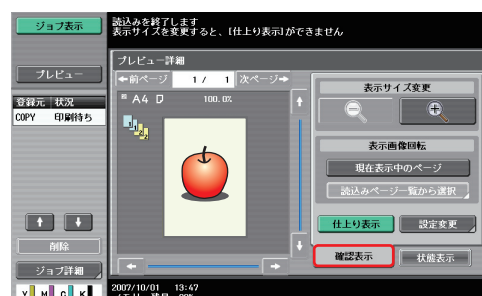 ジョブ表示
読込みを終了します
表示サイズを変更すると、[仕上り表示]ができません
プレビュー
プレビュー詳細
←前ページ 1/ 1 次ページ→
登録元 状況
COPY 印刷待ち
A4 100.0%
表示サイズ変更
表示画像回転
現在表示中のページ
読込みページ一覧から選択
仕上り表示 設定変更
削除
確認表示 状態表示
ジョブ詳細
Y M C K
2007/10/01 13:47